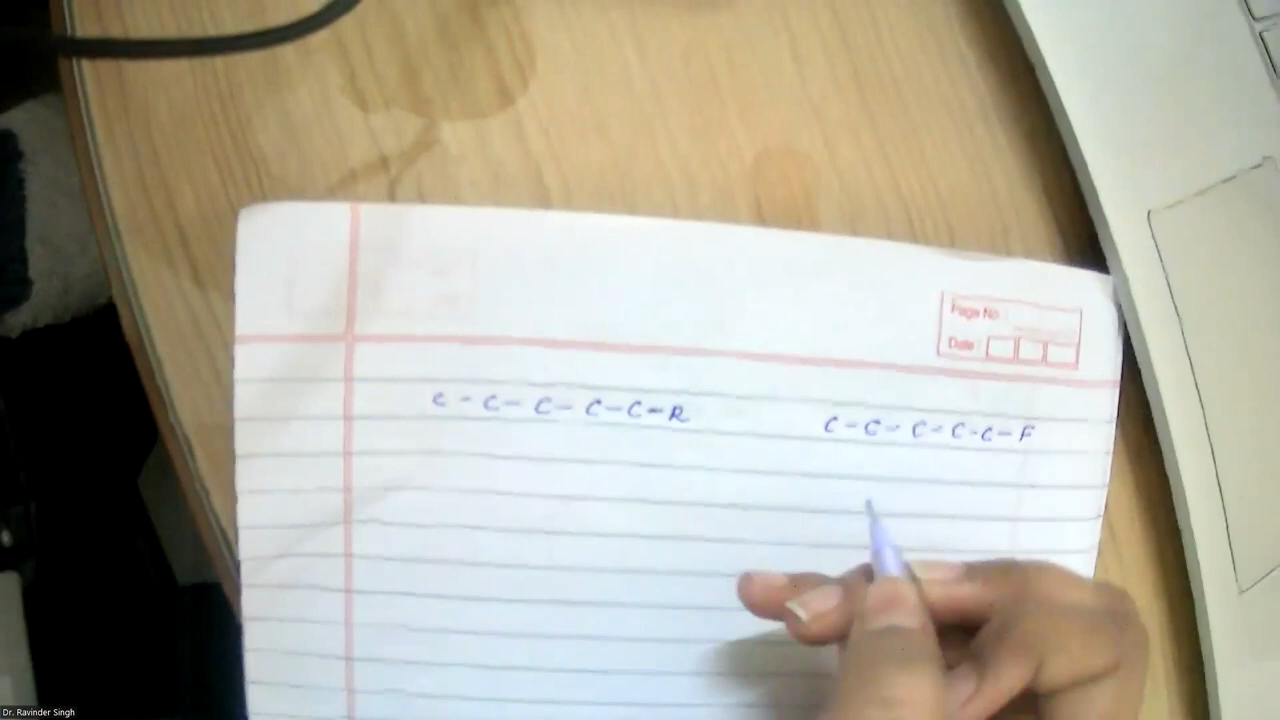 Page No
Date
C - C - C - C - C - R
C - C - C - C - C - F
Dr. Ravinder Singh